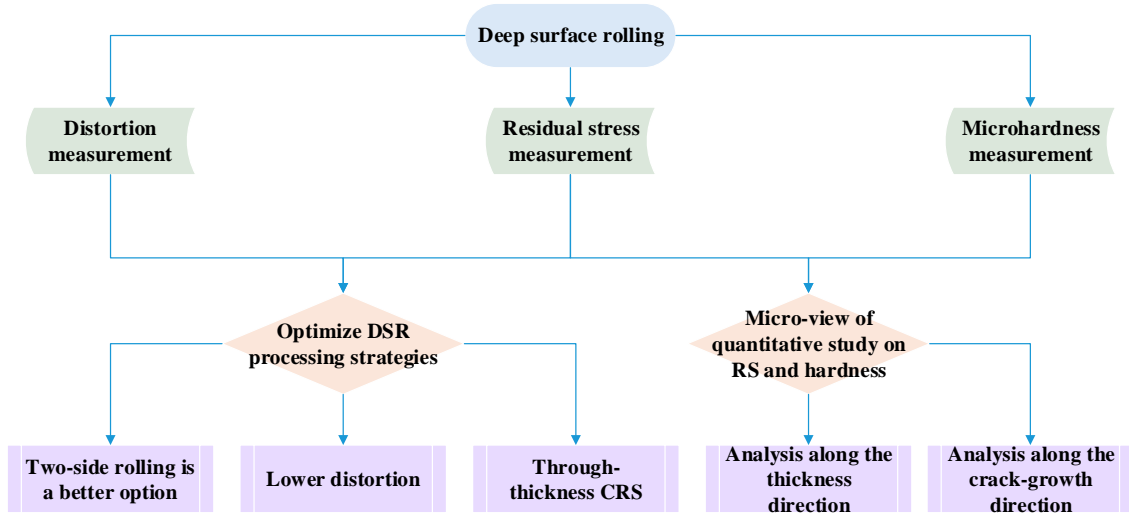 Deep surface rolling
Distortion
measurement
Residual stress
measurement
Microhardness
measurement
Optimize DSR
processing strategies
Micro-view of
quantitative study on
RS and hardness
Two-side rolling is
a better option
Lower distortion
Through-
thickness CRS
Analysis along the
thickness
direction
Analysis along the
crack-growth
direction